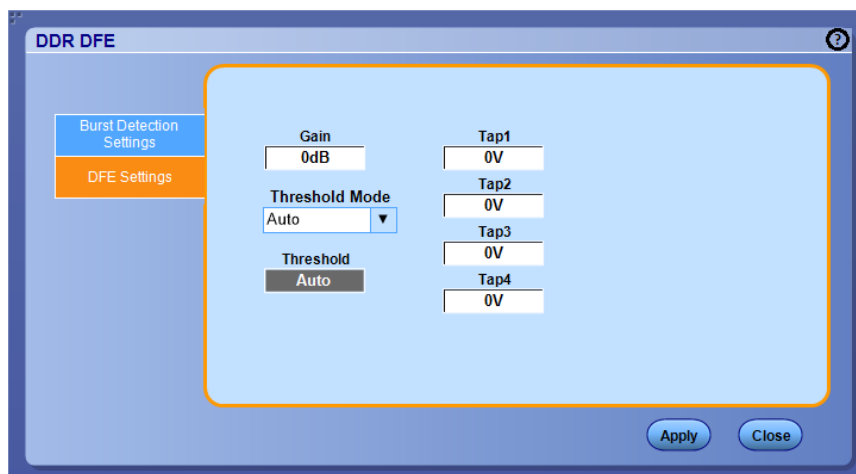 DDR DFE
?
Burst Detection
Settings
DFE Settings
Gain
0dB
Threshold Mode
Auto
Threshold
Auto
Tap1
0V
Tap2
0V
Tap3
0V
Tap4
0V
Apply
Close